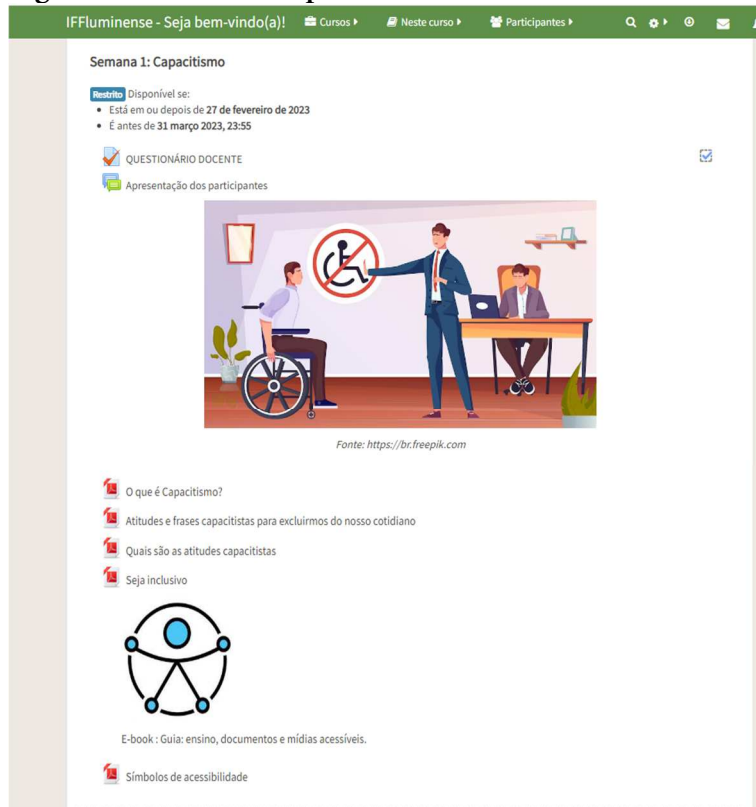 IFFluminense - Seja bem-vindo(a)! Cursos Neste curso Participantes
Semana 1: Capacitismo
Restrito Disponível se:
• Está em ou depois de 27 de fevereiro de 2023
• É antes de 31 março 2023, 23:55
QUESTIONÁRIO DOCENTE
Apresentação dos participantes
Fonte: https://br.freepik.com
O que é Capacitismo?
Atitudes e frases capacitistas para excluirmos do nosso cotidiano
Quais são as atitudes capacitistas
Seja inclusivo
E-book : Guia: ensino, documentos e mídias acessíveis.
Símbolos de acessibilidade